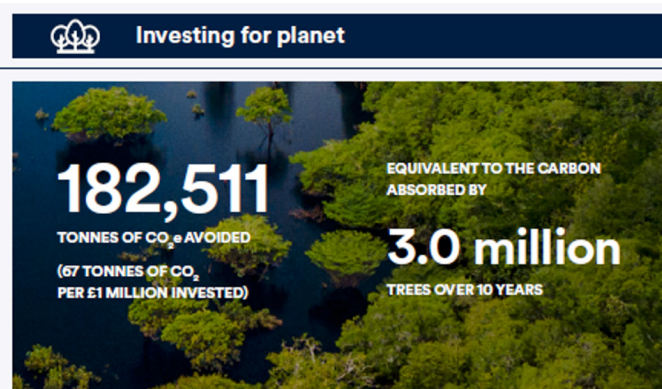 Investing for planet
182,511
TONNES OF CO₂e AVOIDED
(67 TONNES OF CO₂
PER £1 MILLION INVESTED)
EQUIVALENT TO THE CARBON
ABSORBED BY
3.0 million
TREES OVER 10 YEARS